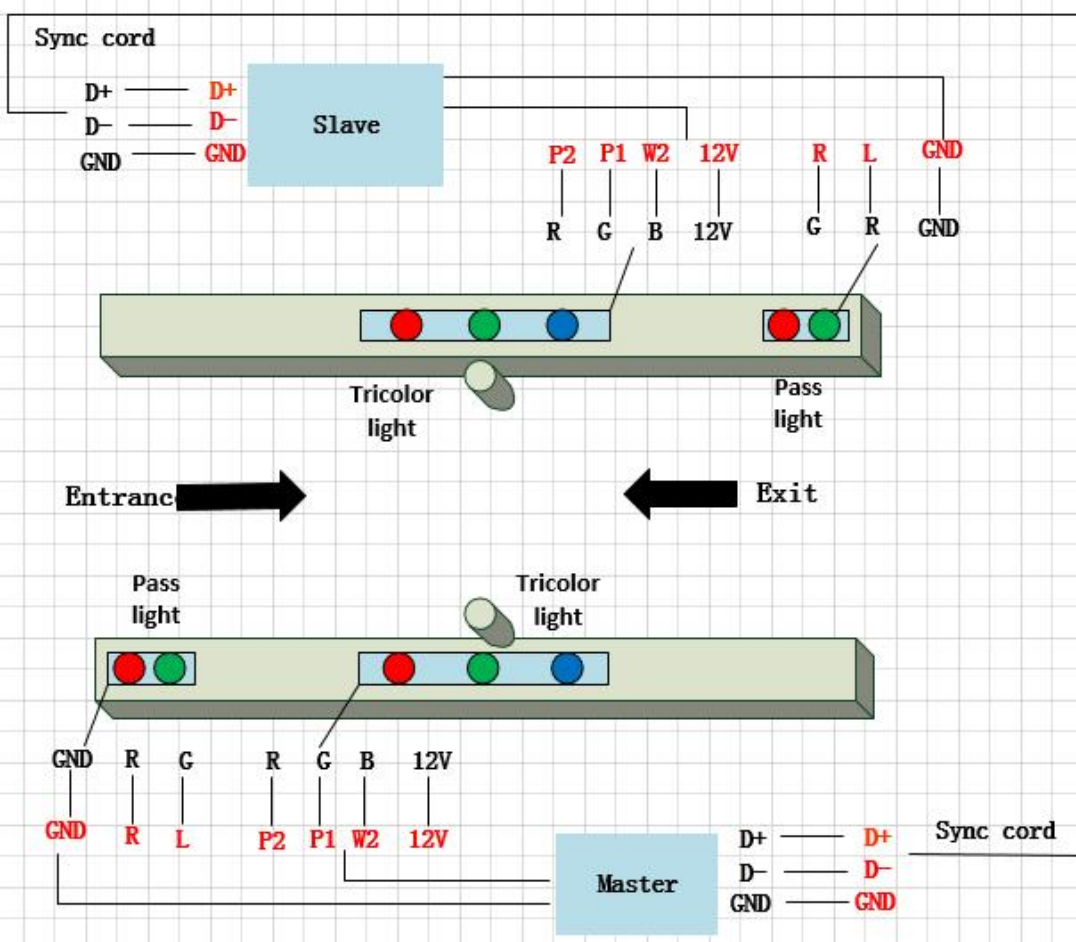 Sync cord
D+ D+
D- D-
GND GND
Slave
P2 P1 W2 12V R L GND
R G B 12V G R GND
Tricolor
light
Pass
light
Entranc
Exit
Pass
light
Tricolor
light
GND R G R G B 12V
GND R L P2 P1 W2 12V
Master
D+ D+
D- D-
GND GND
Sync cord